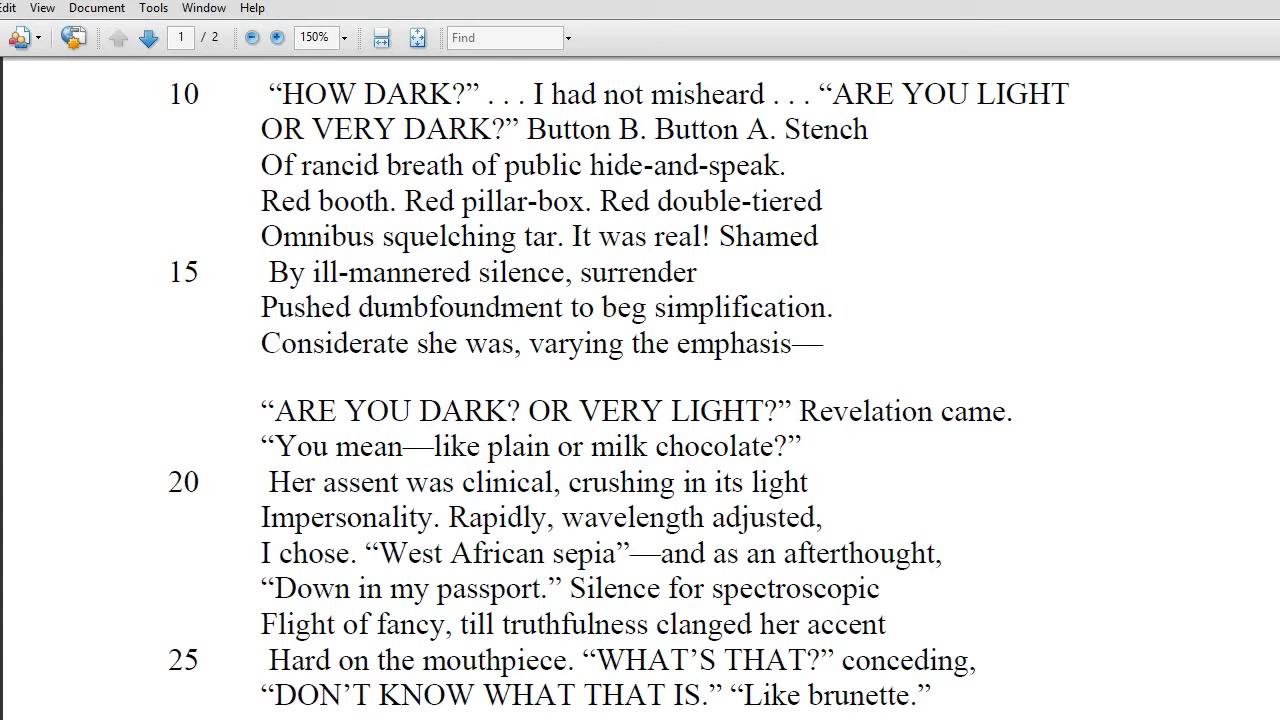 Edit View Document Tools Window Help
1 / 2 150% Find
10 “HOW DARK?” . . . I had not misheard . . . “ARE YOU LIGHT
OR VERY DARK?” Button B. Button A. Stench
Of rancid breath of public hide-and-speak.
Red booth. Red pillar-box. Red double-tiered
Omnibus squelching tar. It was real! Shamed
15 By ill-mannered silence, surrender
Pushed dumbfoundment to beg simplification.
Considerate she was, varying the emphasis—
“ARE YOU DARK? OR VERY LIGHT?” Revelation came.
“You mean—like plain or milk chocolate?”
20 Her assent was clinical, crushing in its light
Impersonality. Rapidly, wavelength adjusted,
I chose. “West African sepia”—and as an afterthought,
“Down in my passport.” Silence for spectroscopic
Flight of fancy, till truthfulness clanged her accent
25 Hard on the mouthpiece. “WHAT’S THAT?” conceding,
“DON’T KNOW WHAT THAT IS.” “Like brunette.”